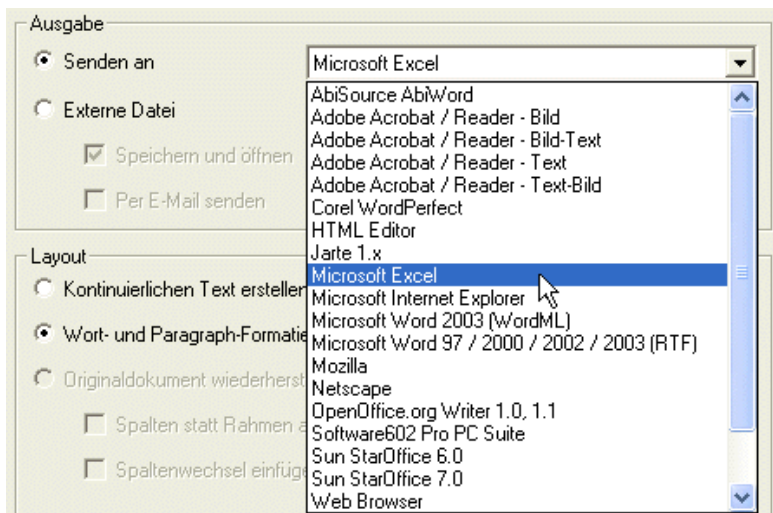 Ausgabe
Senden an
Microsoft Excel
Externe Datei
Speichern und öffnen
Per E-Mail senden
AbiSource AbiWord
Adobe Acrobat / Reader - Bild
Adobe Acrobat / Reader - Bild-Text
Adobe Acrobat / Reader - Text
Adobe Acrobat / Reader - Text-Bild
Corel WordPerfect
HTML Editor
Jarte 1.x
Microsoft Excel
Microsoft Internet Explorer
Microsoft Word 2003 (WordML)
Microsoft Word 97 / 2000 / 2002 / 2003 (RTF)
Mozilla
Netscape
OpenOffice.org Writer 1.0, 1.1
Software602 Pro PC Suite
Sun StarOffice 6.0
Sun StarOffice 7.0
Web Browser
Layout
Kontinuierlichen Text erstellen
Wort- und Paragraph-Formatie
Originaldokument wiederherst
Spalten statt Rahmen a
Spaltenwechsel einfüge